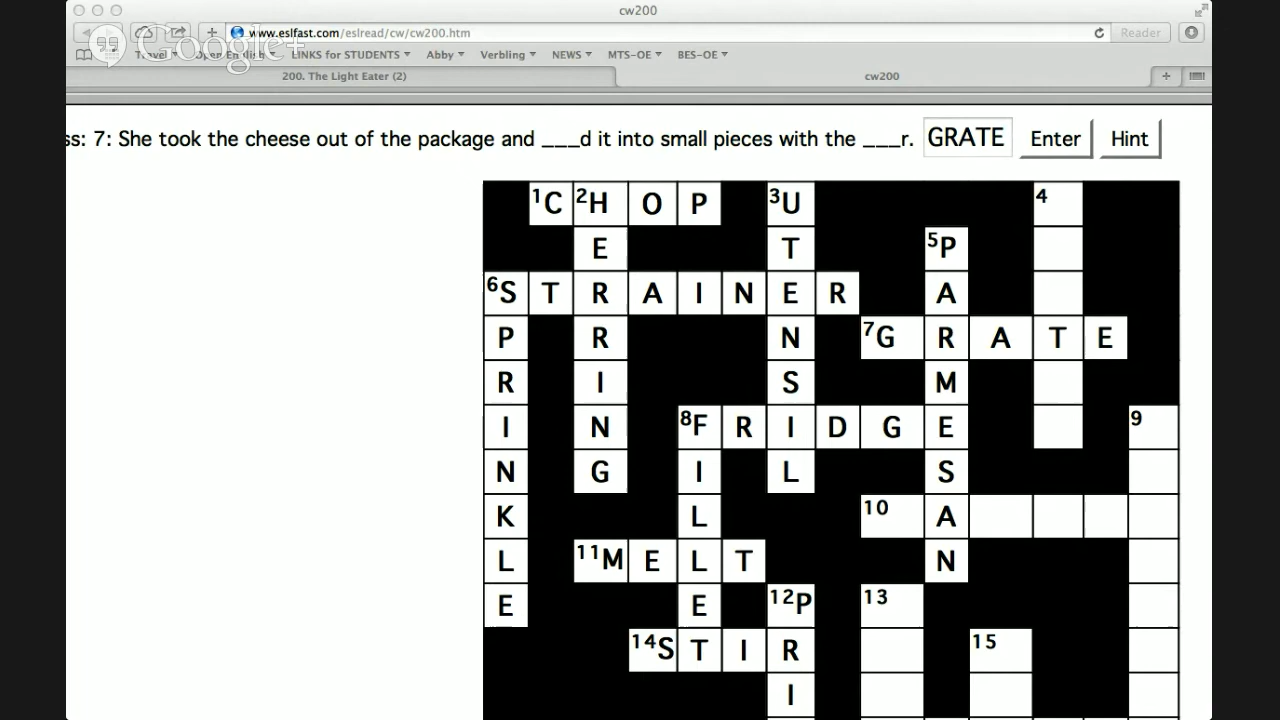 cw200
www.eslfast.com/eslread/cw/cw200.htm
Reader
Google+
Travel Open English LINKS for STUDENTS Abby Verbling NEWS MTS-OE BES-OE
200. The Light Eater (2)
cw200
ss: 7: She took the cheese out of the package and ___d it into small pieces with the ___r. GRATE Enter Hint
1C 2H O P 3U 4
E T 5P
6S T R A I N E R A
P R N 7G R A T E
R I S M
I N 8F R I D G E 9
N G I L S
K L 10 A
L 11M E L T N
E E 12P 13
14S T I R 15
I